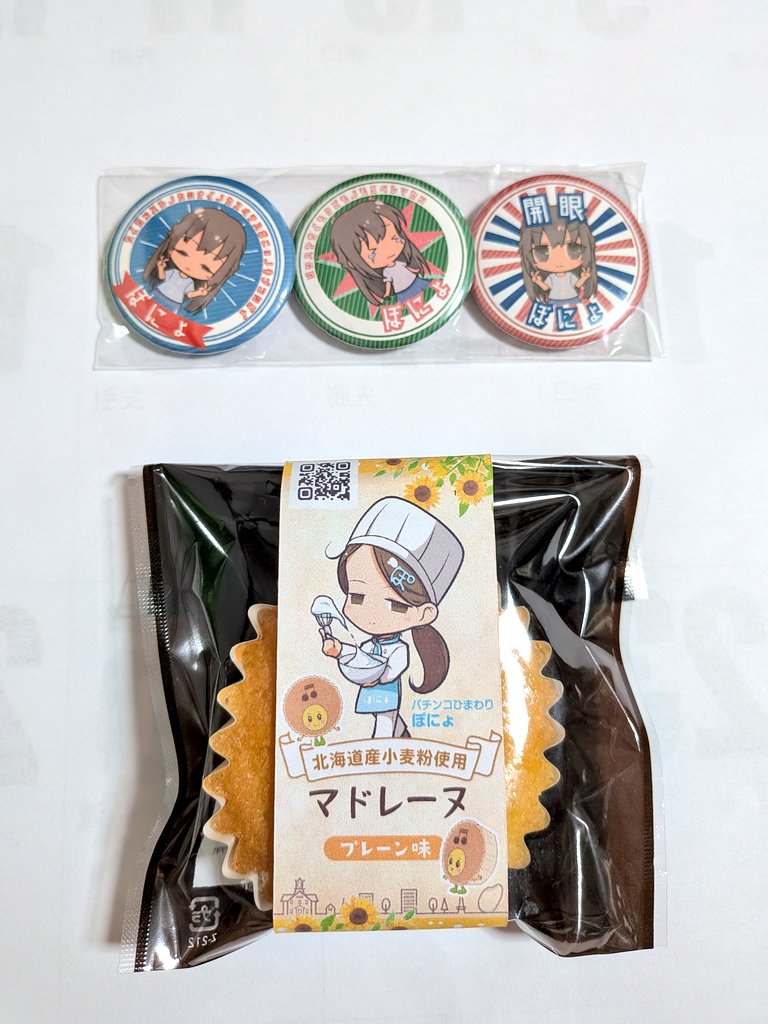 ぽにょ
ぽにょ
開眼
ぽにょ
ぽにょ
パチンコひまわり
ぽにょ
北海道産小麦粉使用
マドレーヌ
プレーン味
Z-212